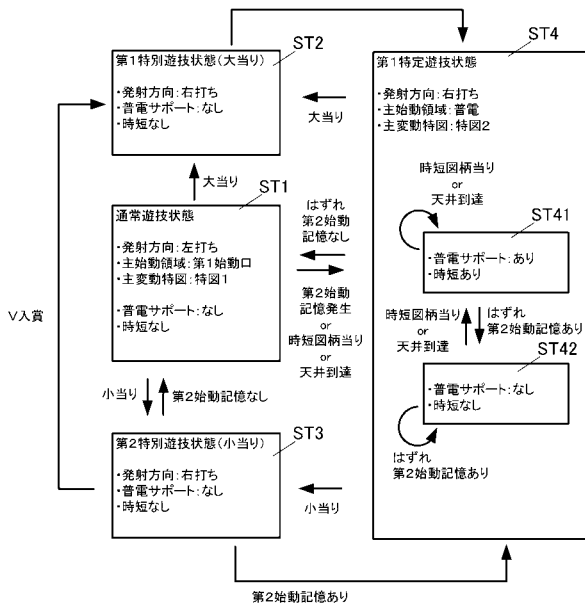 ST2
第1特別遊技状態(大当り)
・発射方向:右打ち
・普電サポート:なし
・時短なし
ST4
第1特定遊技状態
・発射方向:右打ち
・主始動領域:普電
・主変動特図:特図2
大当り
大当り
ST1
通常遊技状態
・発射方向:左打ち
・主始動領域:第1始動口
・主変動特図:特図1
・普電サポート:なし
・時短なし
はずれ
第2始動
記憶なし
第2始動
記憶発生
or
時短図柄当り
or
天井到達
時短図柄当り
or
天井到達
ST41
・普電サポート:あり
・時短あり
時短図柄当り
or
天井到達
はずれ
第2始動記憶あり
ST42
・普電サポート:なし
・時短なし
はずれ
第2始動記憶あり
V入賞
小当り
第2始動記憶なし
ST3
第2特別遊技状態(小当り)
・発射方向:右打ち
・普電サポート:なし
・時短なし
小当り
第2始動記憶あり